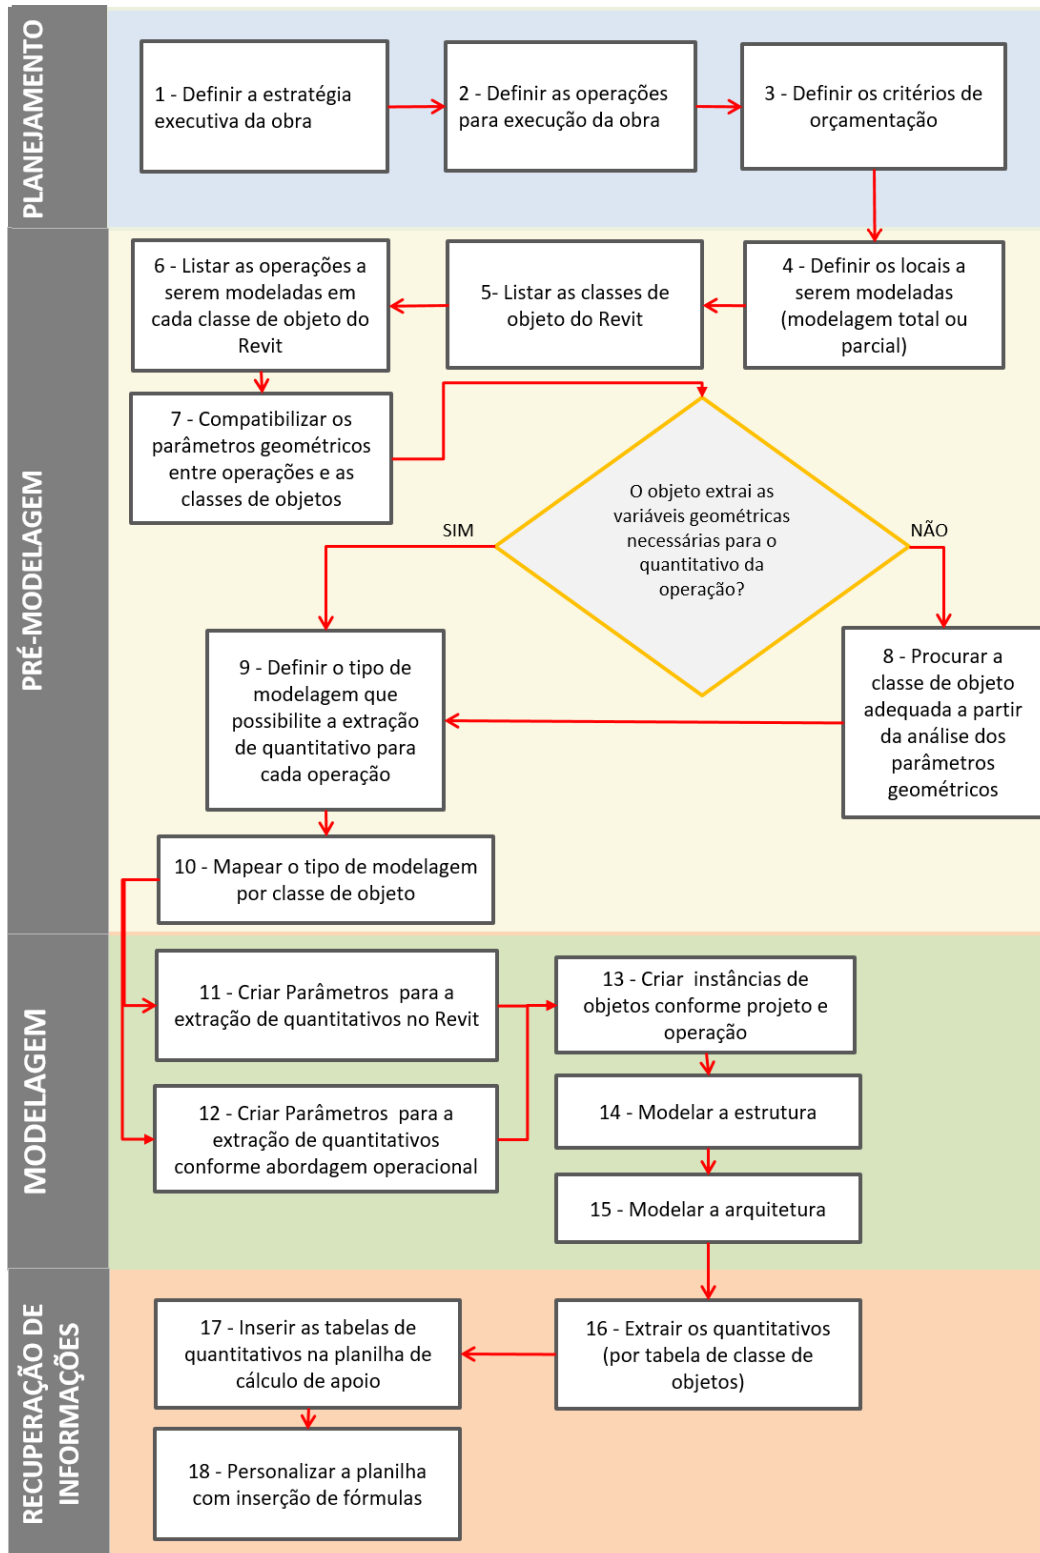 PLANEJAMENTO
1 - Definir a estratégia
executiva da obra
2 - Definir as operações
para execução da obra
3 - Definir os critérios de
orçamentação
PRÉ-MODELAGEM
4 - Definir os locais a
serem modeladas
(modelagem total ou
parcial)
5- Listar as classes de
objeto do Revit
6 - Listar as operações a
serem modeladas em
cada classe de objeto do
Revit
7 - Compatibilizar os
parâmetros geométricos
entre operações e as
classes de objetos
O objeto extrai as
variáveis geométricas
necessárias para o
quantitativo da
operação?
SIM
NÃO
8 - Procurar a
classe de objeto
adequada a partir
da análise dos
parâmetros
geométricos
9 - Definir o tipo de
modelagem que
possibilite a extração
de quantitativo para
cada operação
10 - Mapear o tipo de modelagem
por classe de objeto
MODELAGEM
11 - Criar Parâmetros para a
extração de quantitativos no Revit
12 - Criar Parâmetros para a
extração de quantitativos
conforme abordagem operacional
13 - Criar instâncias de
objetos conforme projeto e
operação
14 - Modelar a estrutura
15 - Modelar a arquitetura
RECUPERAÇÃO DE
INFORMAÇÕES
16 - Extrair os quantitativos
(por tabela de classe de
objetos)
17 - Inserir as tabelas de
quantitativos na planilha de
cálculo de apoio
18 - Personalizar a planilha
com inserção de fórmulas